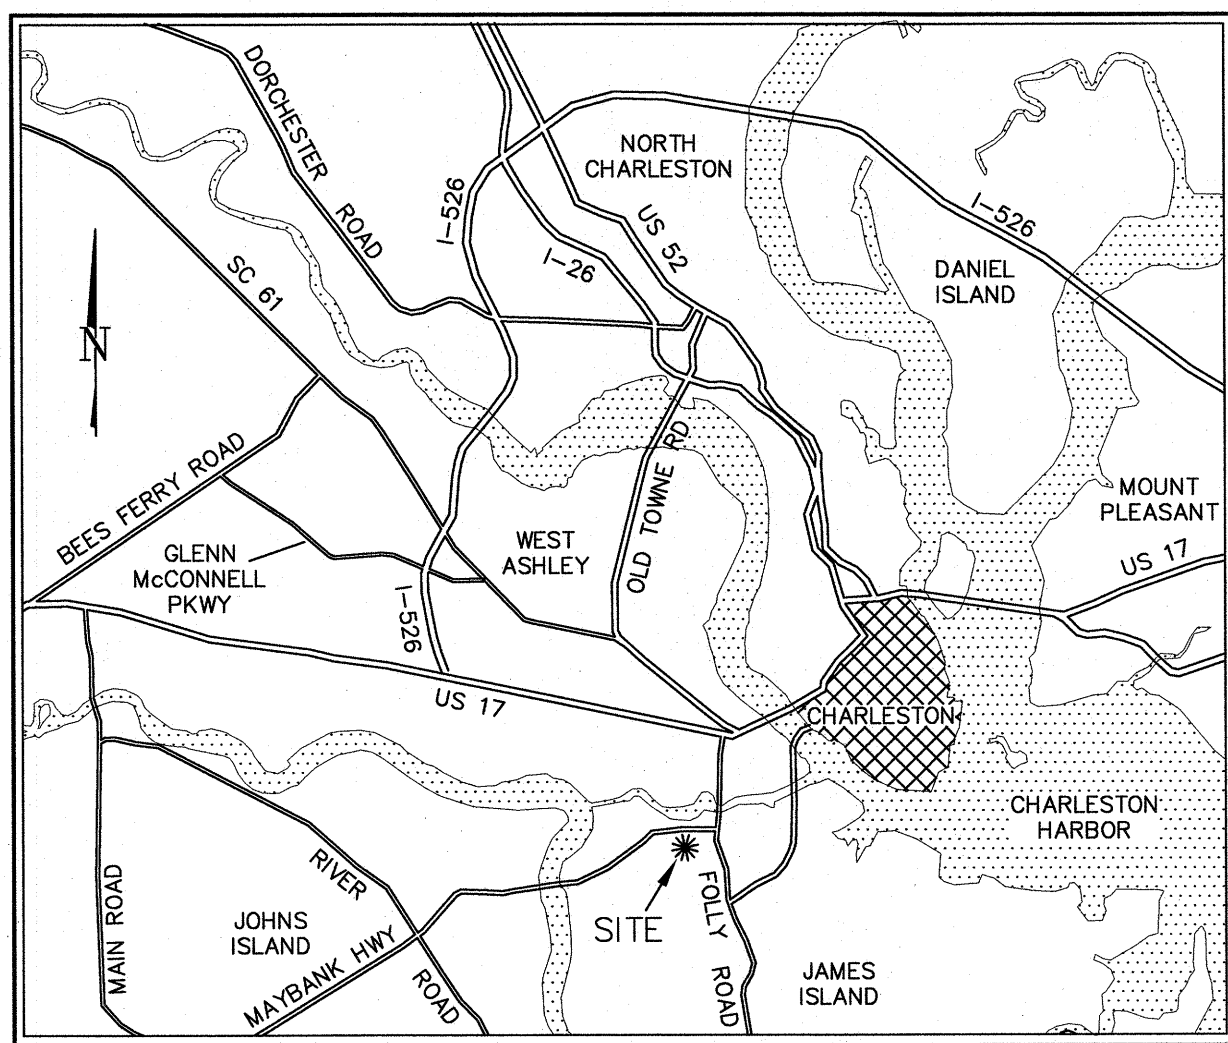 DORCHESTER
ROAD
NORTH
CHARLESTON
I-526
US 52
I-26
I-526
DANIEL
ISLAND
SC 61
N
BEES FERRY ROAD
GLENN
McCONNELL
PKWY
WEST
ASHLEY
OLD TOWNE RD
MOUNT
PLEASANT
US 17
I-526
US 17
CHARLESTON
CHARLESTON
HARBOR
MAIN ROAD
RIVER
ROAD
JOHNS
ISLAND
MAYBANK HWY
SITE
FOLLY
ROAD
JAMES
ISLAND